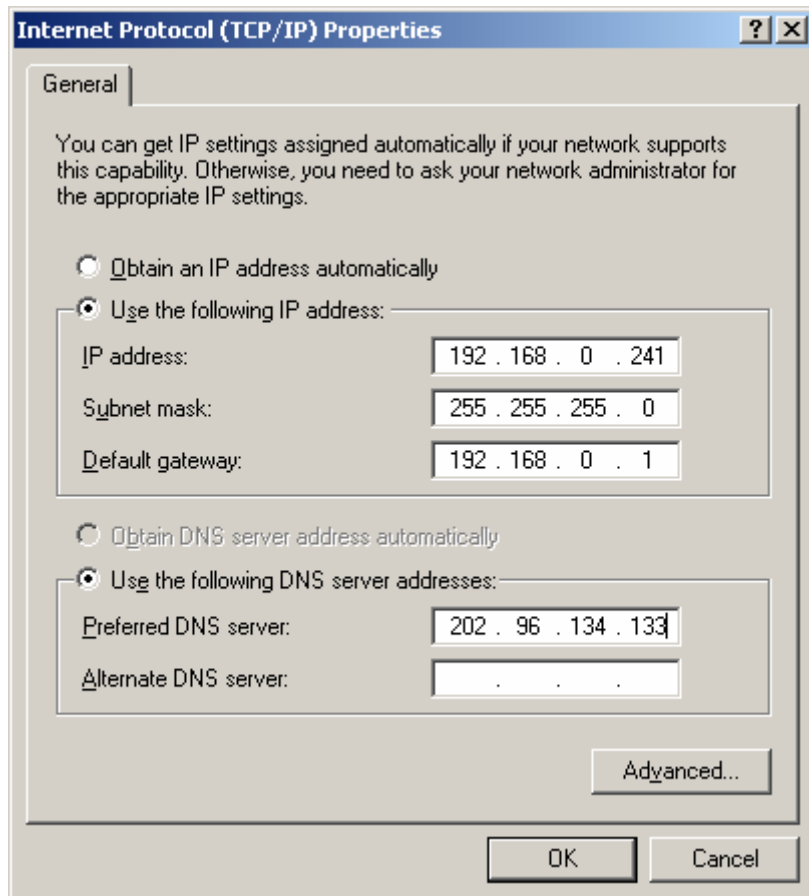 Internet Protocol (TCP/IP) Properties
General
You can get IP settings assigned automatically if your network supports
this capability. Otherwise, you need to ask your network administrator for
the appropriate IP settings.
Obtain an IP address automatically
Use the following IP address:
IP address: 192 . 168 . 0 . 241
Subnet mask: 255 . 255 . 255 . 0
Default gateway: 192 . 168 . 0 . 1
Obtain DNS server address automatically
Use the following DNS server addresses:
Preferred DNS server: 202 . 96 . 134 . 133
Alternate DNS server: . . .
Advanced...
OK Cancel